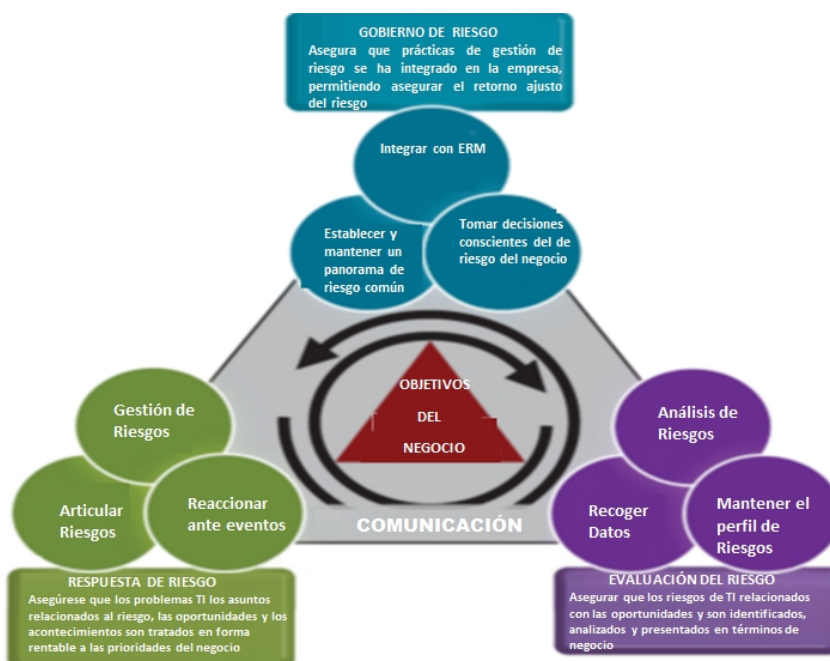 GOBIERNO DE RIESGO
Asegura que prácticas de gestión de
riesgo se ha integrado en la empresa,
permitiendo asegurar el retorno ajusto
del riesgo
Integrar con ERM
Establecer y
mantener un
panorama de
riesgo común
Tomar decisiones
conscientes del de
riesgo del negocio
OBJETIVOS
DEL
NEGOCIO
COMUNICACIÓN
Gestión de
Riesgos
Articular
Riesgos
Reaccionar
ante eventos
RESPUESTA DE RIESGO
Asegúrese que los problemas TI los asuntos
relacionados al riesgo, las oportunidades y los
acontecimientos son tratados en forma
rentable a las prioridades del negocio
Análisis de
Riesgos
Recoger
Datos
Mantener el
perfil de
Riesgos
EVALUACIÓN DEL RIESGO
Asegurar que los riesgos de TI relacionados
con las oportunidades y son identificados,
analizados y presentados en términos de
negocio